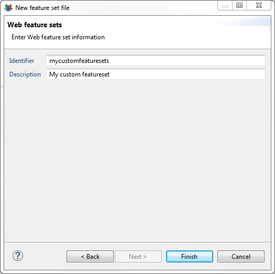 New feature set file
Web feature sets
Enter Web feature set information
Identifier mycustomfeaturesets
Description My custom featureset
? < Back Next > Finish Cancel